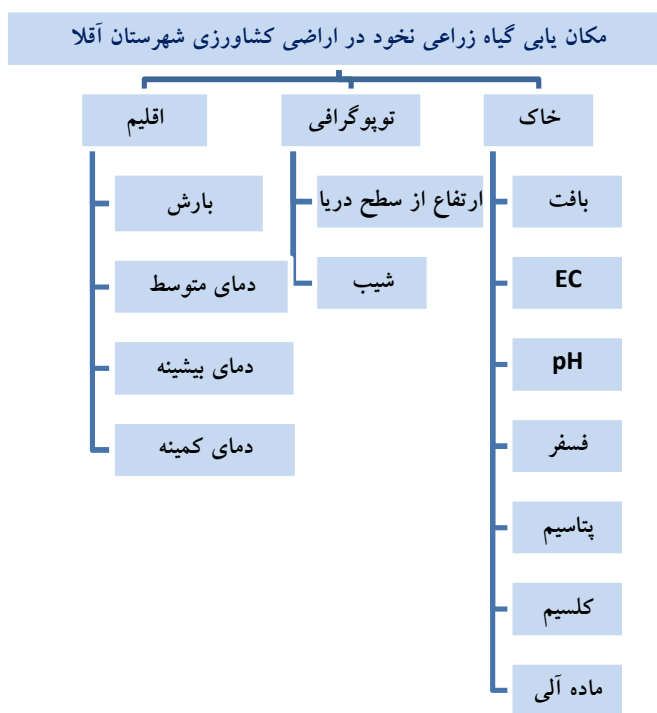 مکان یابی گیاه زراعی نخود در اراضی کشاورزی شهرستان آقلا
خاک
توپوگرافی
اقلیم
بافت
EC
pH
فسفر
پتاسیم
کلسیم
ماده آلی
ارتفاع از سطح دریا
شیب
بارش
دمای متوسط
دمای بیشینه
دمای کمینه